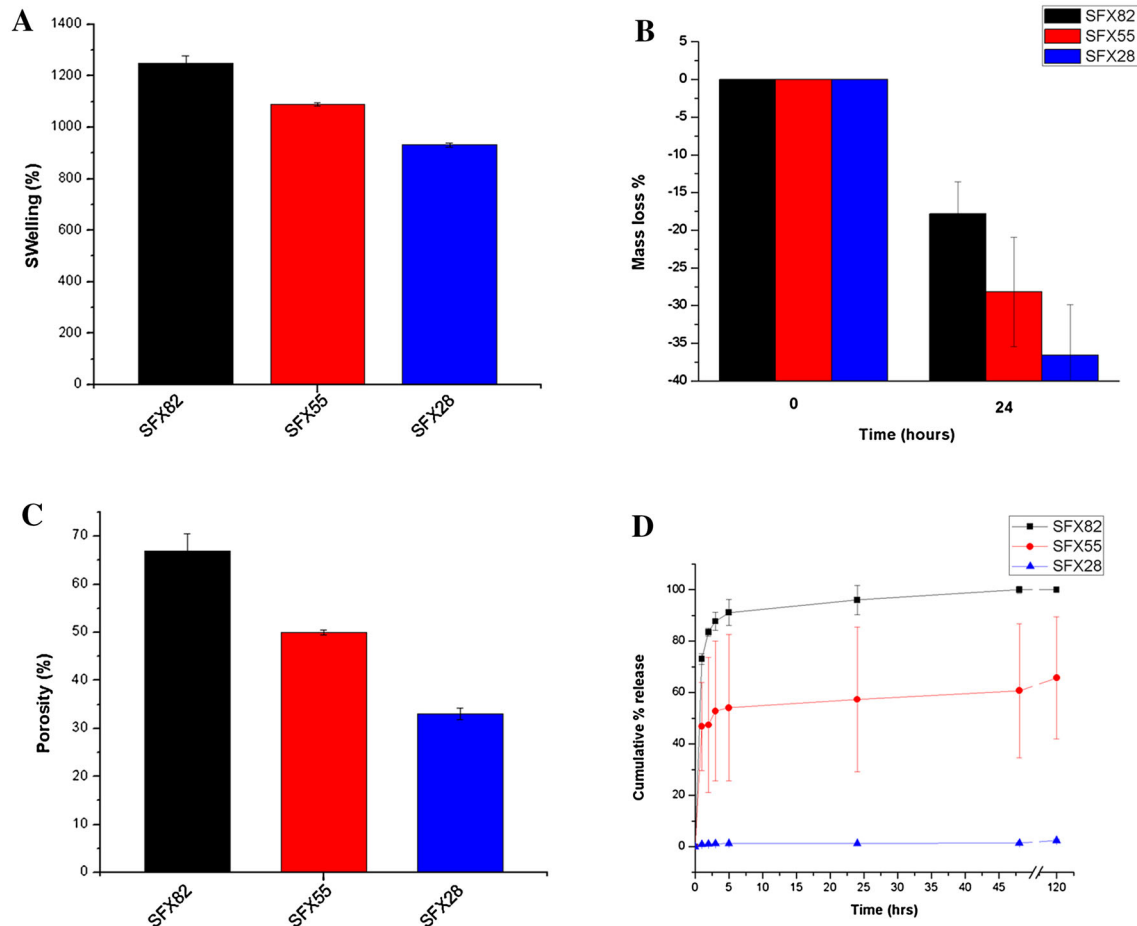 A
1400
1200
1000
800
600
400
200
0
SWelling (%)
SFX82
SFX55
SFX28
B
SFX82
SFX55
SFX28
5
0
-5
-10
-15
-20
-25
-30
-35
-40
Mass loss %
0
24
Time (hours)
C
70
60
50
40
30
20
10
0
Porosity (%)
SFX82
SFX55
SFX28
D
SFX82
SFX55
SFX28
100
80
60
40
20
0
Cumulative % release
0 5 10 15 20 25 30 35 40 45 120
Time (hrs)